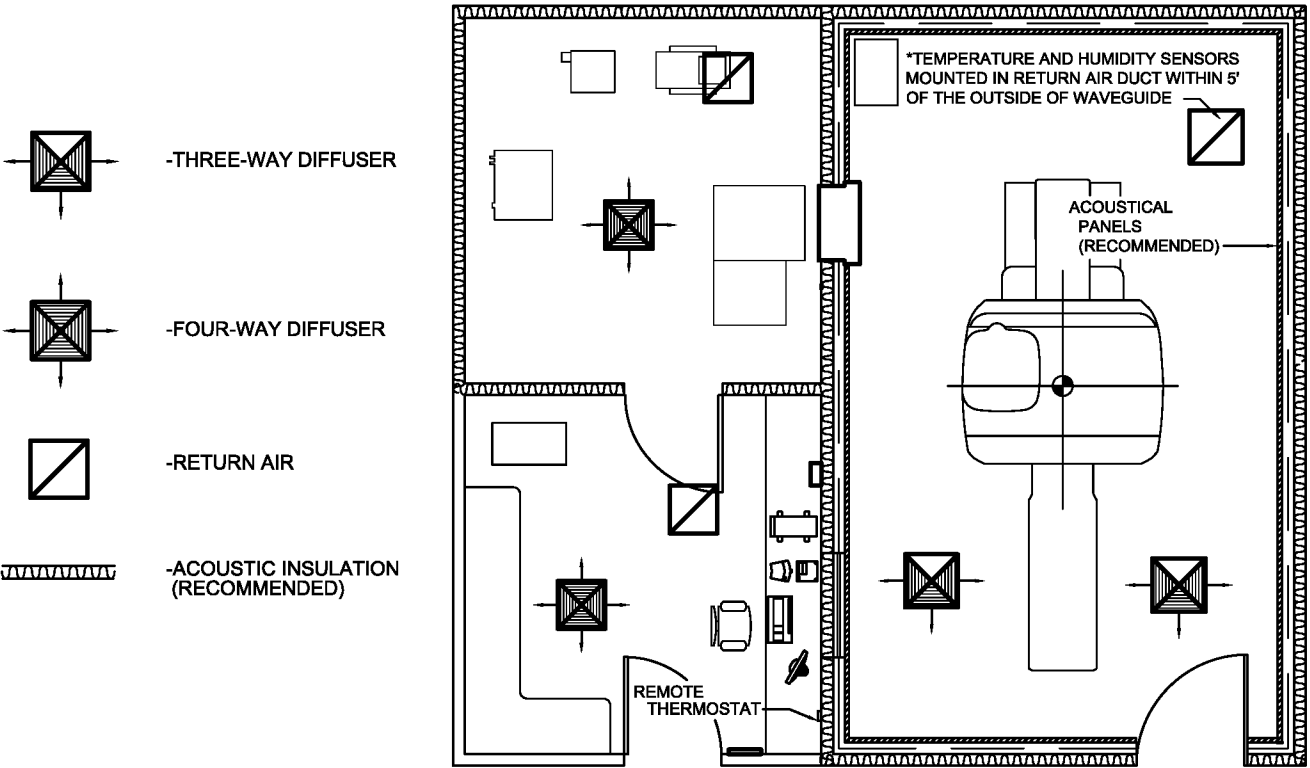 -THREE-WAY DIFFUSER
-FOUR-WAY DIFFUSER
-RETURN AIR
-ACOUSTIC INSULATION
(RECOMMENDED)
*TEMPERATURE AND HUMIDITY SENSORS
MOUNTED IN RETURN AIR DUCT WITHIN 5'
OF THE OUTSIDE OF WAVEGUIDE
ACOUSTICAL
PANELS
(RECOMMENDED)
REMOTE
THERMOSTAT